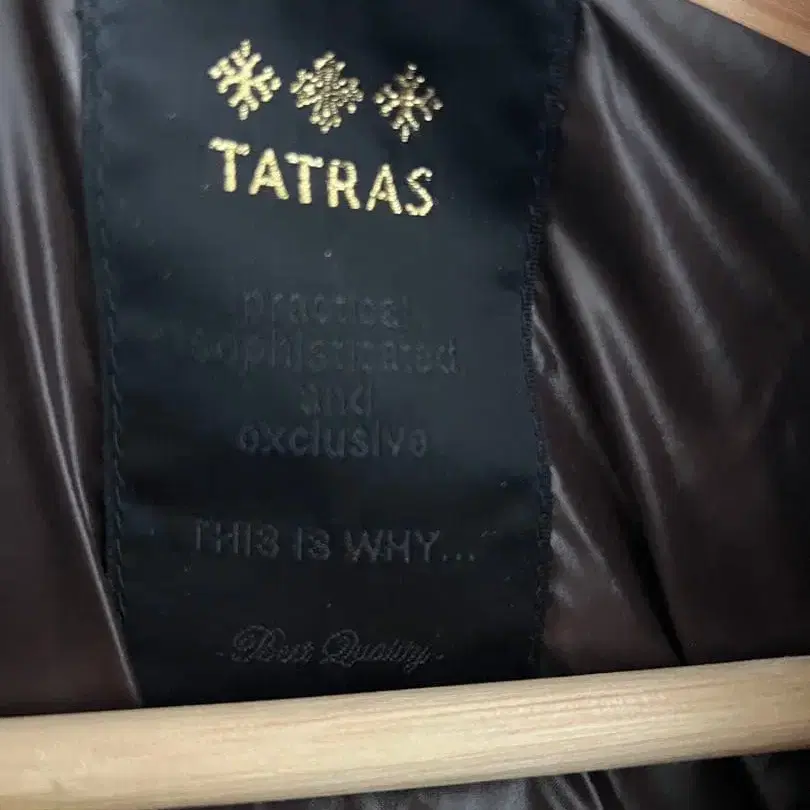 TATRAS
practical
sophisticated
and
exclusive
THIS IS WHY...
-Best Quality-